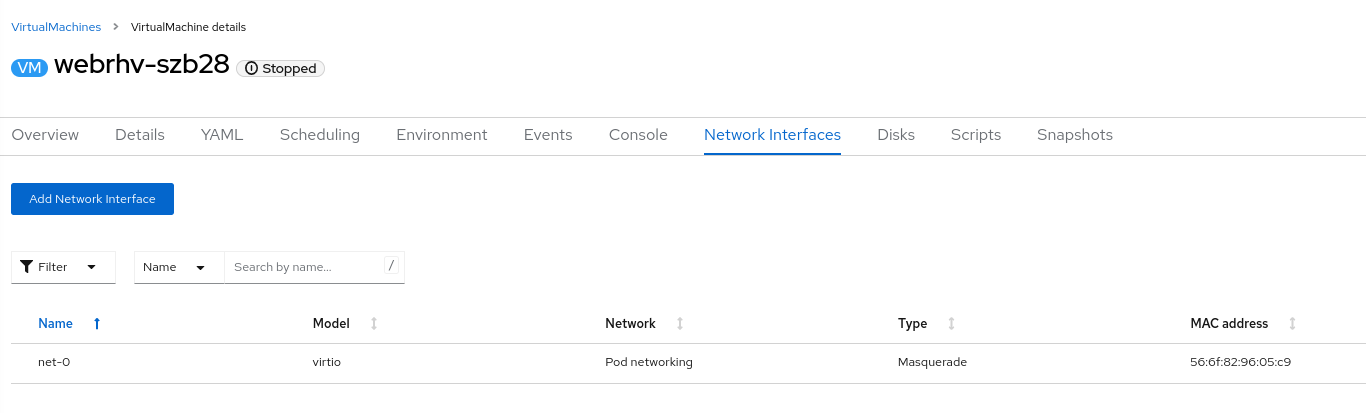 VirtualMachines > VirtualMachine details
VM webrhv-szb28 Stopped
Overview Details YAML Scheduling Environment Events Console Network Interfaces Disks Scripts Snapshots
Add Network Interface
Filter Name Search by name... /
Name Model Network Type MAC address
net-0 virtio Pod networking Masquerade 56:6f:82:96:05:c9